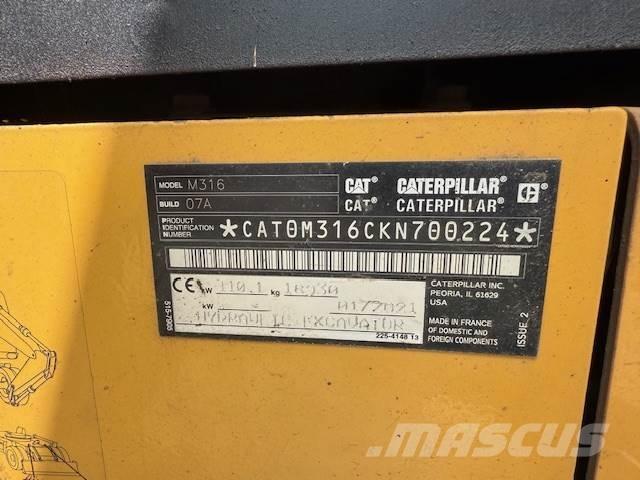 MODEL M316
BUILD 07A
CAT® CATERPILLAR®
CAT® CATERPILLAR®
PRODUCT IDENTIFICATION NUMBER *CAT0M316CKN700224*
CE kW 110.1 kg 18930
kW
HYDRAULIC EXCAVATOR
225-4148 13
515-7905
CATERPILLAR INC.
PEORIA, IL 61629
USA
MADE IN FRANCE
OF DOMESTIC AND
FOREIGN COMPONENTS
ISSUE 2
MASCUS